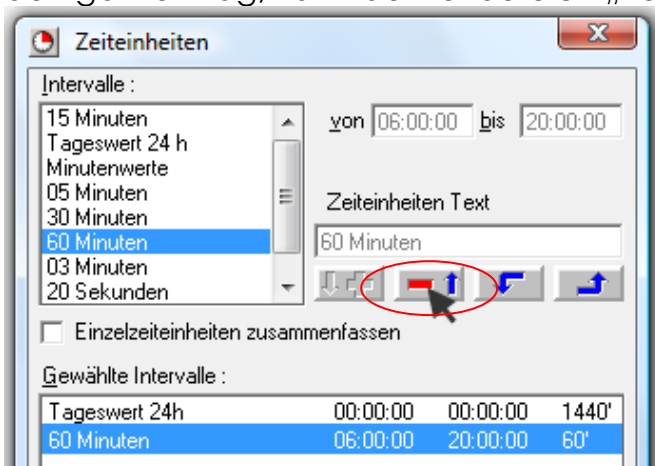 Zeiteinheiten
Intervalle :
15 Minuten
Tageswert 24 h
Minutenwerte
05 Minuten
30 Minuten
60 Minuten
03 Minuten
20 Sekunden
von 06:00:00 bis 20:00:00
Zeiteinheiten Text
60 Minuten
Einzelzeiteinheiten zusammenfassen
Gewählte Intervalle :
Tageswert 24h 00:00:00 00:00:00 1440'
60 Minuten 06:00:00 20:00:00 60'